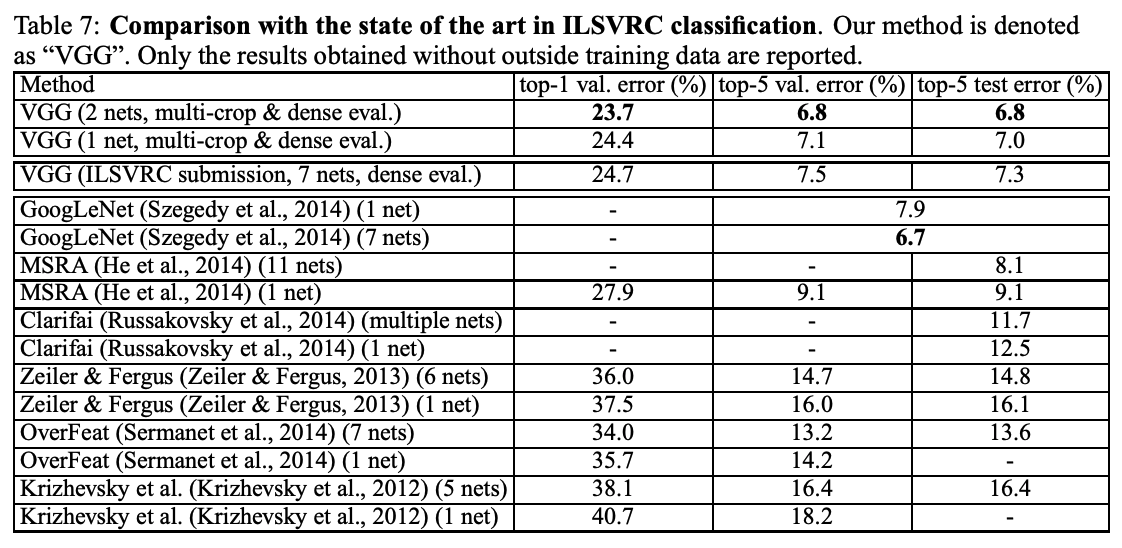 Table 7: Comparison with the state of the art in ILSVRC classification. Our method is denoted
as “VGG”. Only the results obtained without outside training data are reported.
Method top-1 val. error (%) top-5 val. error (%) top-5 test error (%)
VGG (2 nets, multi-crop & dense eval.) 23.7 6.8 6.8
VGG (1 net, multi-crop & dense eval.) 24.4 7.1 7.0
VGG (ILSVRC submission, 7 nets, dense eval.) 24.7 7.5 7.3
GoogLeNet (Szegedy et al., 2014) (1 net) - 7.9
GoogLeNet (Szegedy et al., 2014) (7 nets) - 6.7
MSRA (He et al., 2014) (11 nets) - - 8.1
MSRA (He et al., 2014) (1 net) 27.9 9.1 9.1
Clarifai (Russakovsky et al., 2014) (multiple nets) - - 11.7
Clarifai (Russakovsky et al., 2014) (1 net) - - 12.5
Zeiler & Fergus (Zeiler & Fergus, 2013) (6 nets) 36.0 14.7 14.8
Zeiler & Fergus (Zeiler & Fergus, 2013) (1 net) 37.5 16.0 16.1
OverFeat (Sermanet et al., 2014) (7 nets) 34.0 13.2 13.6
OverFeat (Sermanet et al., 2014) (1 net) 35.7 14.2 -
Krizhevsky et al. (Krizhevsky et al., 2012) (5 nets) 38.1 16.4 16.4
Krizhevsky et al. (Krizhevsky et al., 2012) (1 net) 40.7 18.2 -